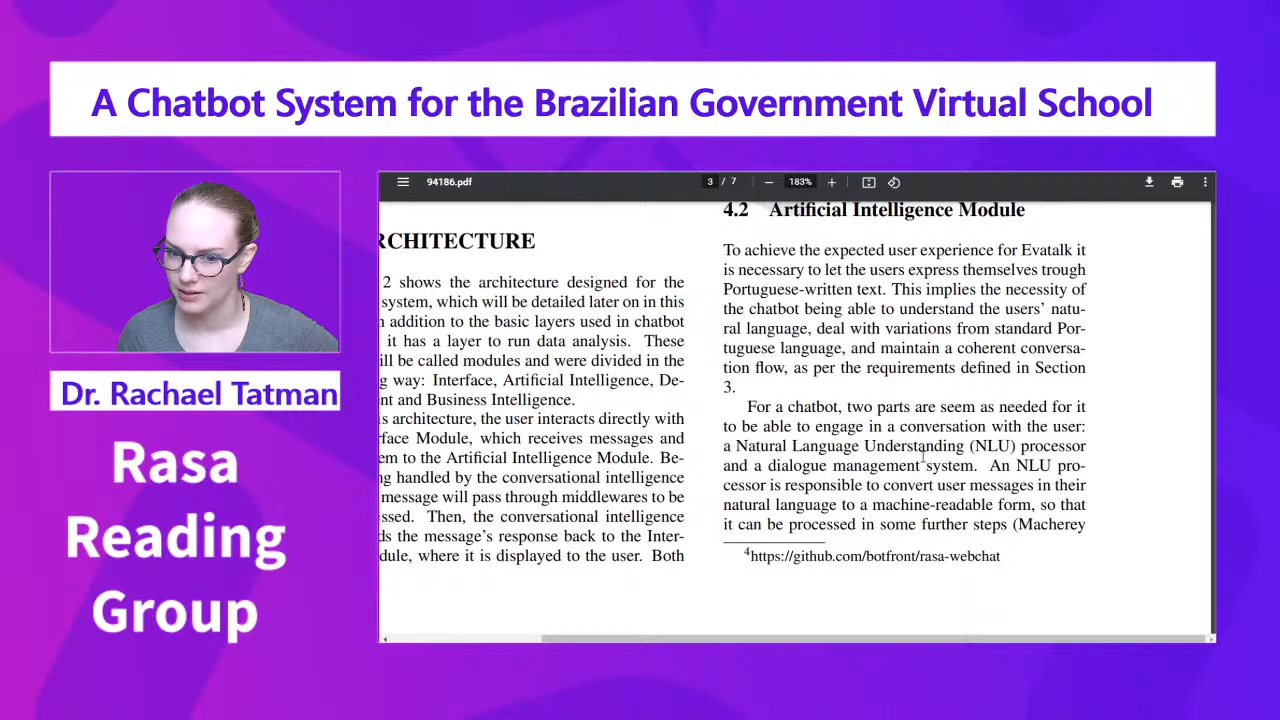 A Chatbot System for the Brazilian Government Virtual School
94186.pdf
3 / 7
183%
Dr. Rachael Tatman
Rasa
Reading
Group
RCHITECTURE
2 shows the architecture designed for the
system, which will be detailed later on in this
n addition to the basic layers used in chatbot
it has a layer to run data analysis. These
ill be called modules and were divided in the
g way: Interface, Artificial Intelligence, De-
nt and Business Intelligence.
is architecture, the user interacts directly with
rface Module, which receives messages and
em to the Artificial Intelligence Module. Be-
ng handled by the conversational intelligence
message will pass through middlewares to be
ssed. Then, the conversational intelligence
ds the message's response back to the Inter-
dule, where it is displayed to the user. Both
4.2 Artificial Intelligence Module
To achieve the expected user experience for Evatalk it
is necessary to let the users express themselves trough
Portuguese-written text. This implies the necessity of
the chatbot being able to understand the users' natu-
ral language, deal with variations from standard Por-
tuguese language, and maintain a coherent conversa-
tion flow, as per the requirements defined in Section
3.
For a chatbot, two parts are seem as needed for it
to be able to engage in a conversation with the user:
a Natural Language Understanding (NLU) processor
and a dialogue management system. An NLU pro-
cessor is responsible to convert user messages in their
natural language to a machine-readable form, so that
it can be processed in some further steps (Macherey
4https://github.com/botfront/rasa-webchat